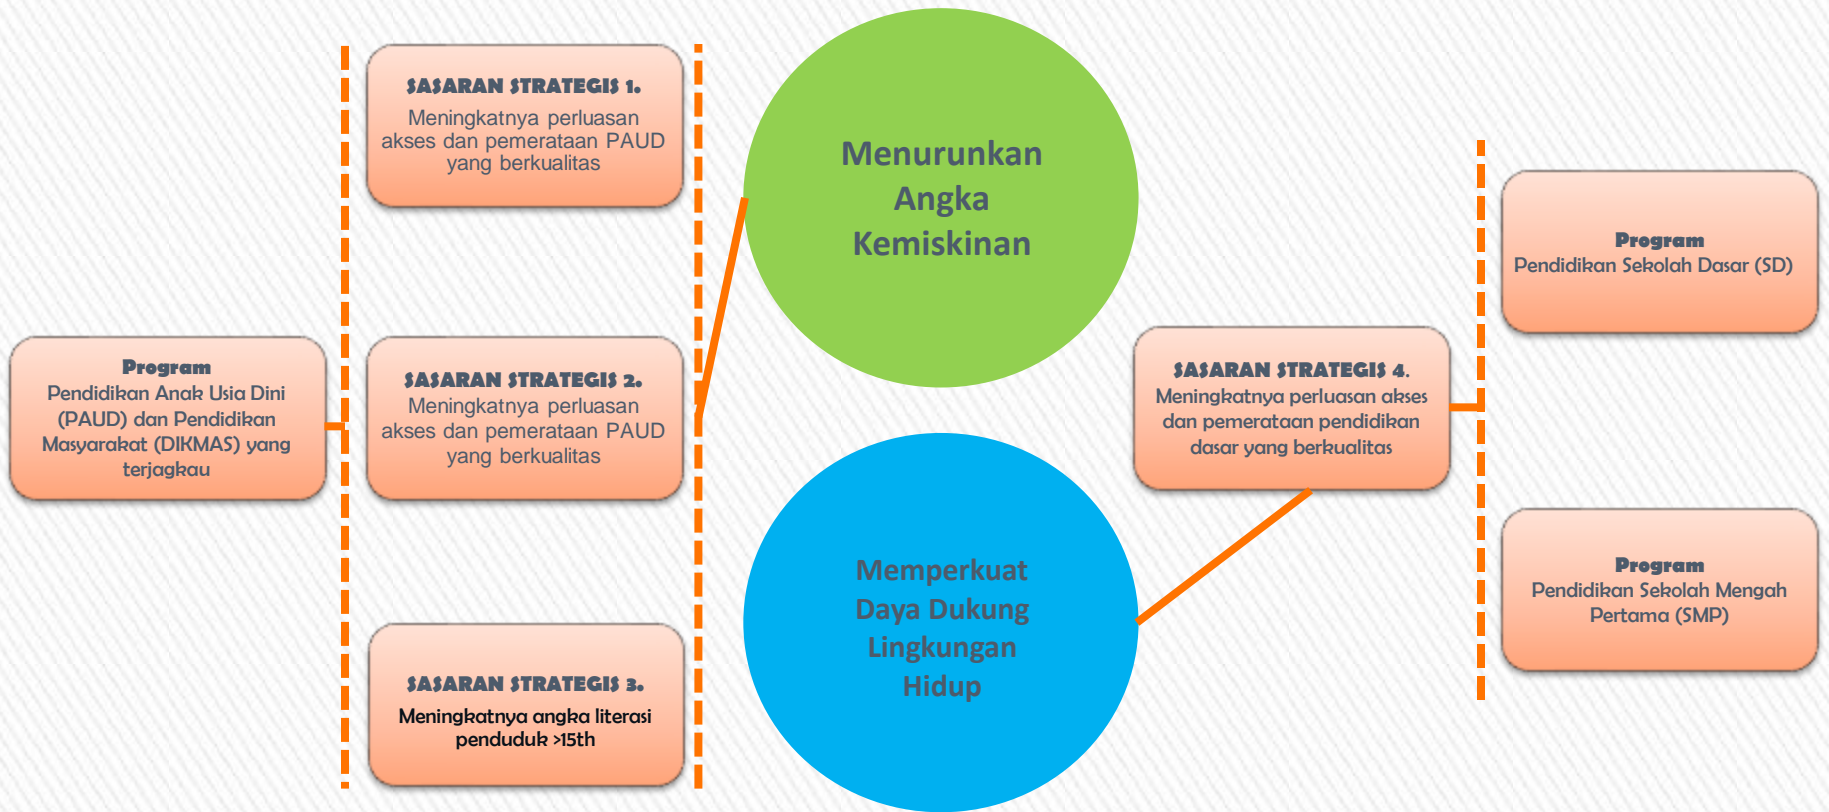 Program
Pendidikan Anak Usia Dini
(PAUD) dan Pendidikan
Masyarakat (DIKMAS) yang
terjagkau
SASARAN STRATEGIS 1.
Meningkatnya perluasan
akses dan pemerataan PAUD
yang berkualitas
SASARAN STRATEGIS 2.
Meningkatnya perluasan
akses dan pemerataan PAUD
yang berkualitas
SASARAN STRATEGIS 3.
Meningkatnya angka literasi
penduduk >15th
Menurunkan
Angka
Kemiskinan
Memperkuat
Daya Dukung
Lingkungan
Hidup
SASARAN STRATEGIS 4.
Meningkatnya perluasan akses
dan pemerataan pendidikan
dasar yang berkualitas
Program
Pendidikan Sekolah Dasar (SD)
Program
Pendidikan Sekolah Mengah
Pertama (SMP)